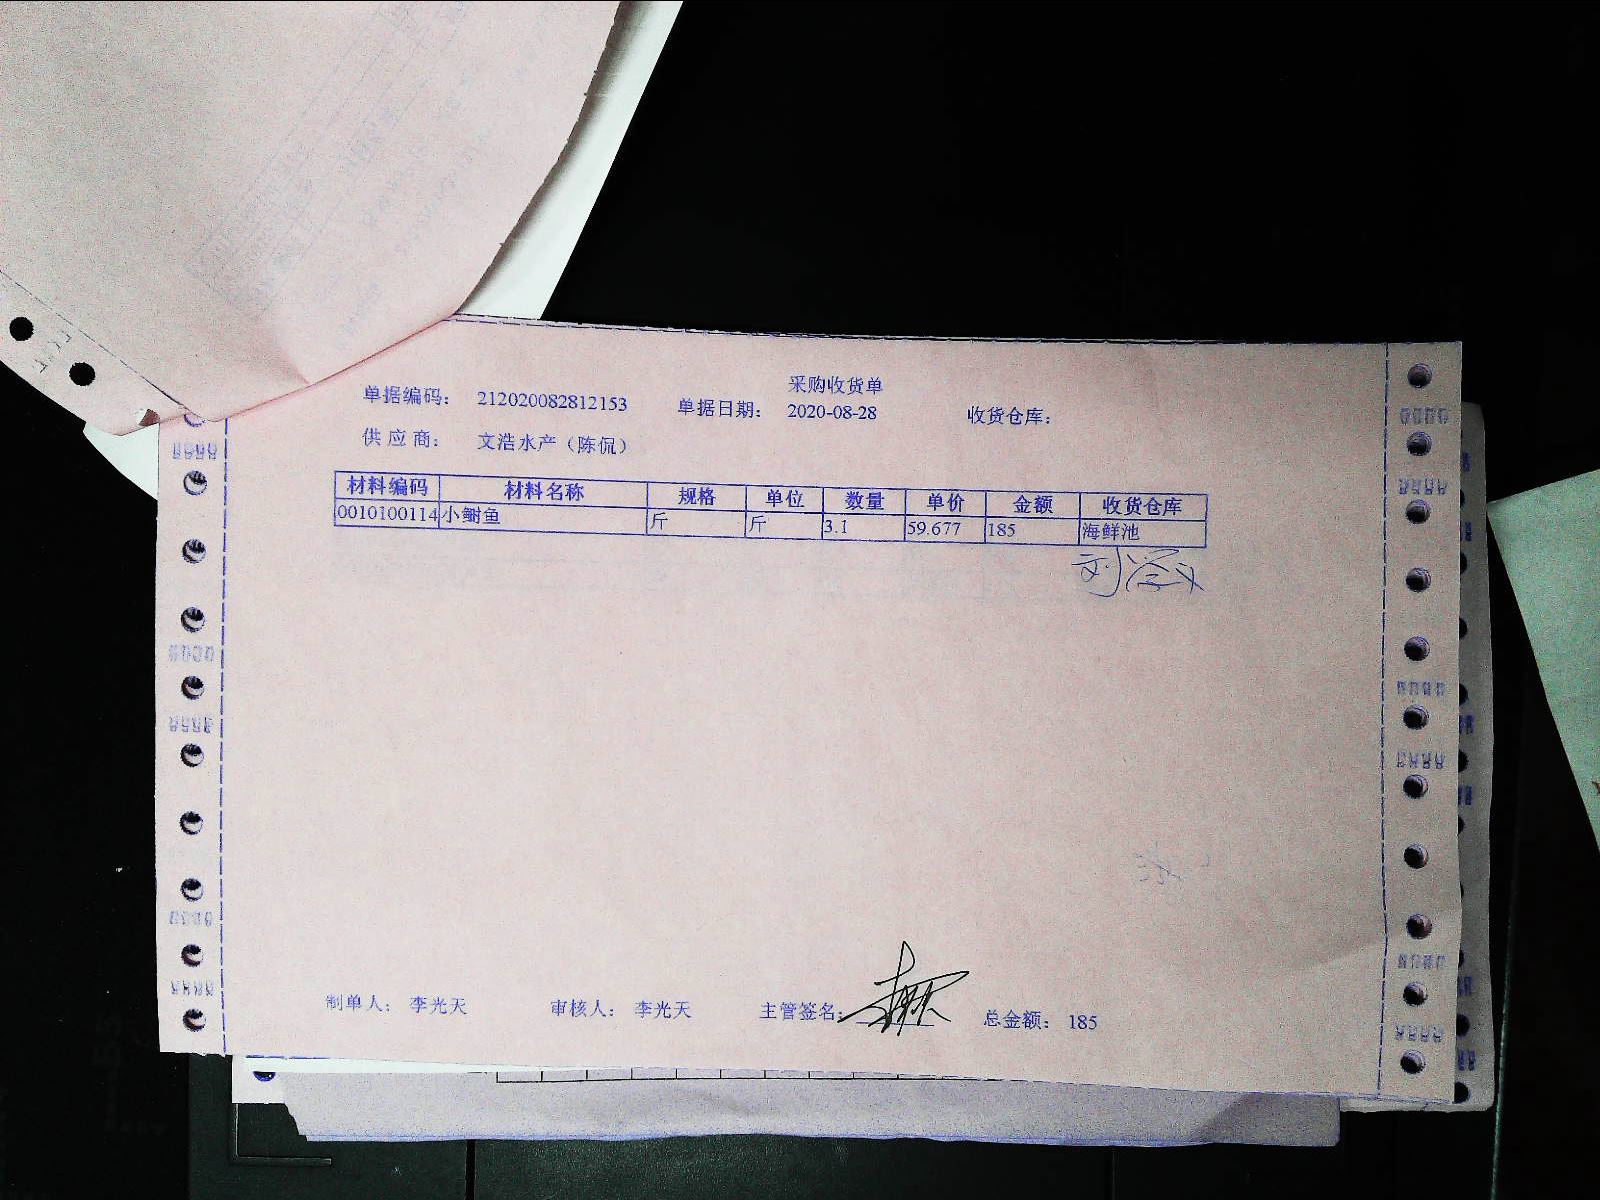 采购收货单
单据编码： 212020082812153 单据日期： 2020-08-28 收货仓库：
供应商： 文浩水产（陈侃）
材料编码 材料名称 规格 单位 数量 单价 金额 收货仓库
0010100114 小鲥鱼 斤 斤 3.1 59.677 185 海鲜池
制单人： 李光天 审核人： 李光天 主管签名： 总金额： 185